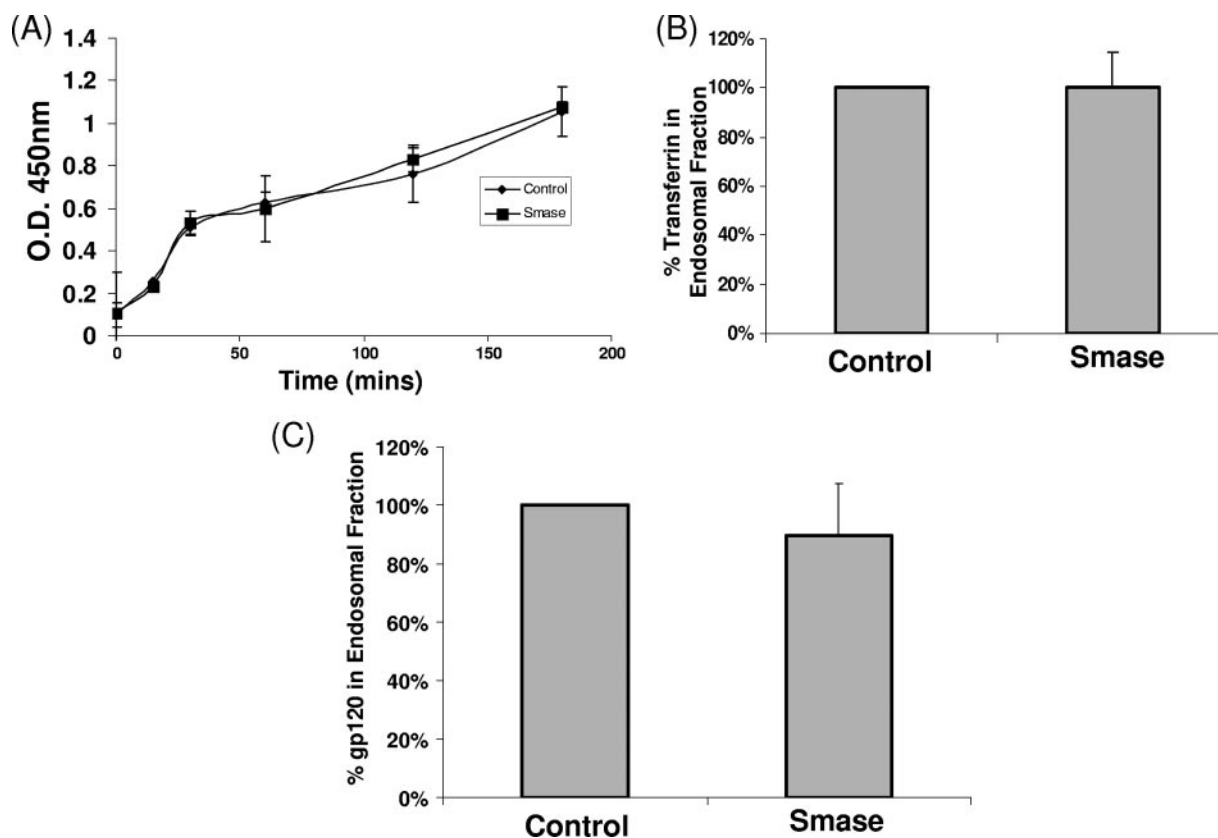 (A)
1.4
1.2
1
0.8
0.6
0.4
0.2
0
O.D. 450nm
0 50 100 150 200
Time (mins)
Control
Smase
(B)
120%
100%
80%
60%
40%
20%
0%
% Transferrin in
Endosomal Fraction
Control Smase
(C)
120%
100%
80%
60%
40%
20%
0%
% gp120 in Endosomal Fraction
Control Smase